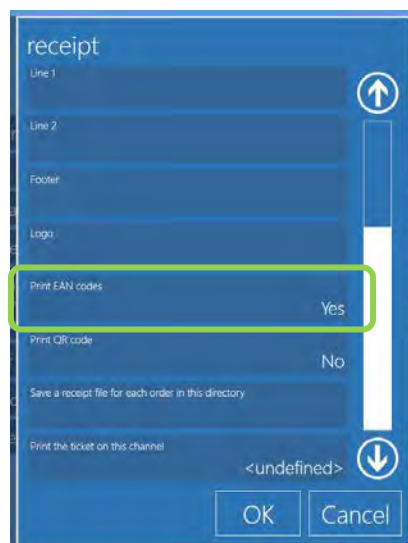 receipt
Line 1
Line 2
Footer
Logo
Print EAN codes
Yes
Print QR code
No
Save a receipt file for each order in this directory
Print the ticket on this channel
<undefined>
OK Cancel